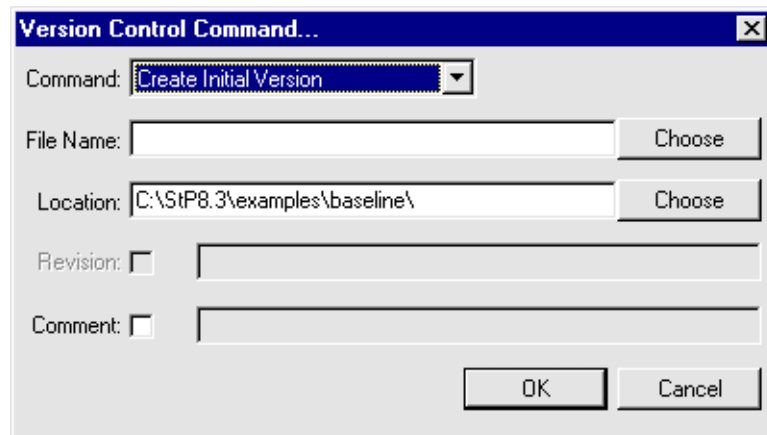 Version Control Command...
Command: Create Initial Version
File Name: Choose
Location: C:\StP8.3\examples\baseline\ Choose
Revision:
Comment:
OK Cancel